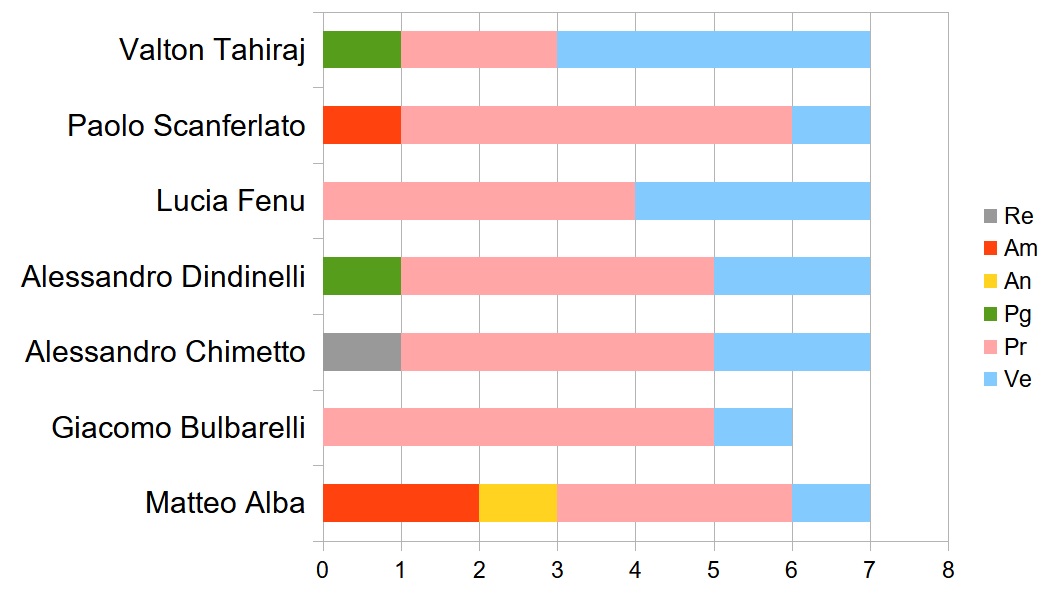 Valton Tahiraj
Paolo Scanferlato
Lucia Fenu
Alessandro Dindinelli
Alessandro Chimetto
Giacomo Bulbarelli
Matteo Alba
0 1 2 3 4 5 6 7 8
Re
Am
An
Pg
Pr
Ve